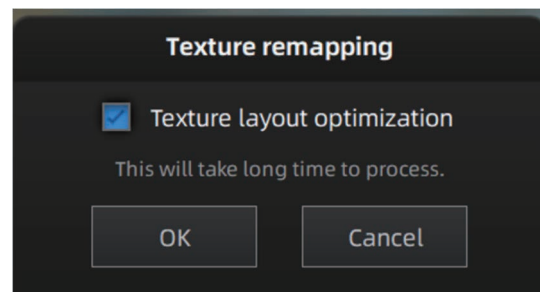 Texture remapping
Texture layout optimization
This will take long time to process.
OK
Cancel